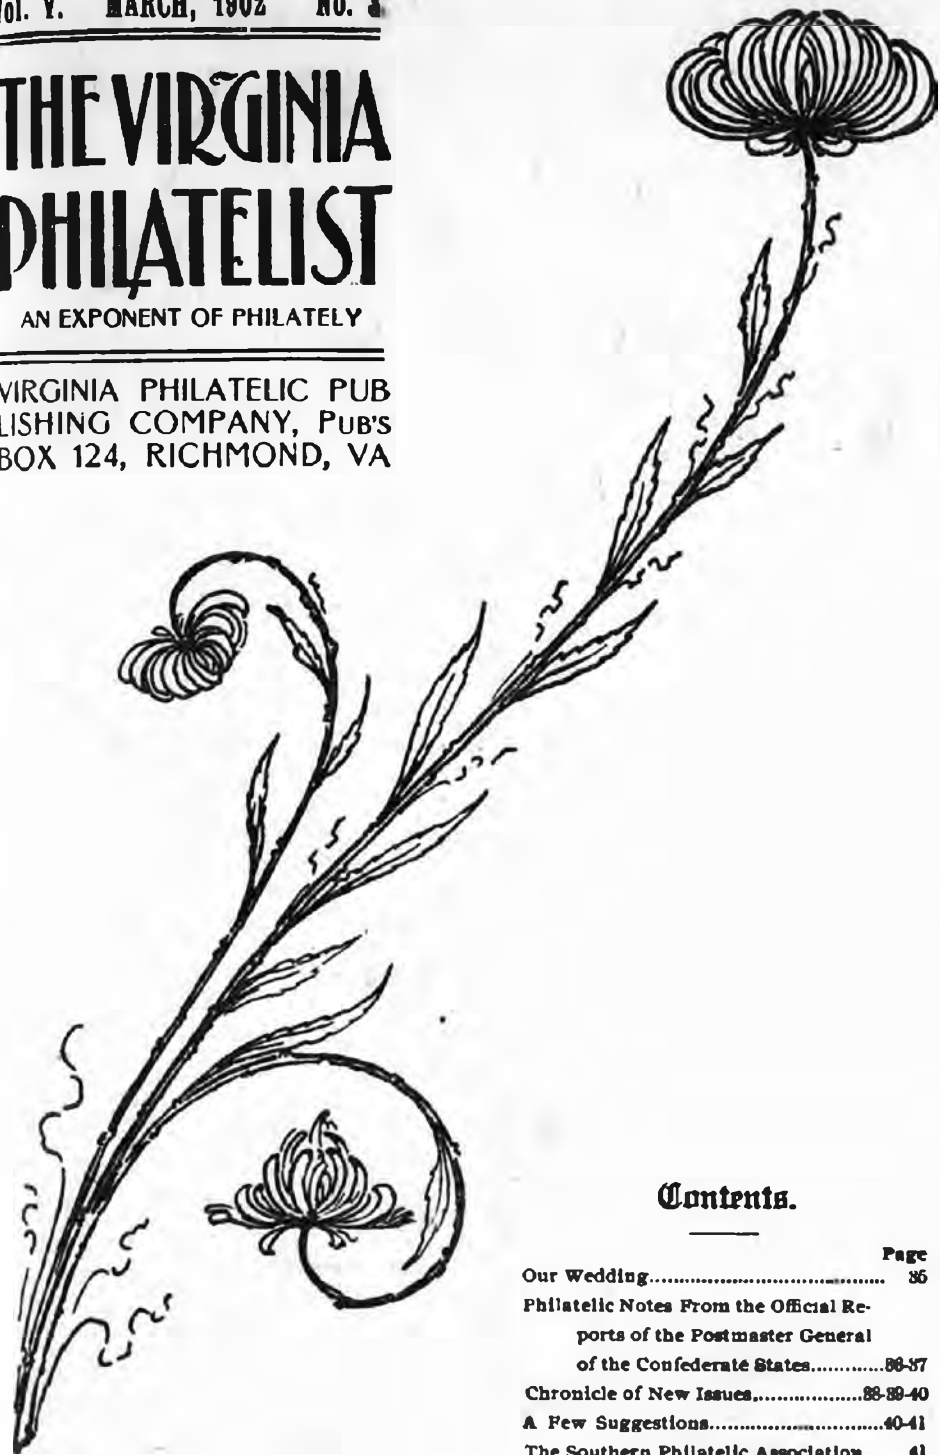 Vol. V. MARCH, 1902 NO.
THE VIRGINIA
PHILATELIST
AN EXPONENT OF PHILATELY
VIRGINIA PHILATELIC PUB
LISHING COMPANY, PUB'S
BOX 124, RICHMOND, VA
Contents.
Page
Our Wedding.......................................... 35
Philatelic Notes From the Official Re-
ports of the Postmaster General
of the Confederate States.............36-37
Chronicle of New Issues...................38-39-40
A Few Suggestions..............................40-41
The Southern Philatelic Association 41